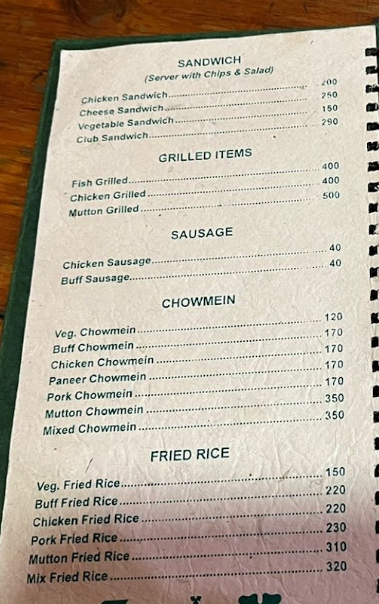 SANDWICH
(Server with Chips & Salad)
Chicken Sandwich 200
Cheese Sandwich 250
Vegetable Sandwich 150
Club Sandwich 290
GRILLED ITEMS
Fish Grilled 400
Chicken Grilled 400
Mutton Grilled 500
SAUSAGE
Chicken Sausage 40
Buff Sausage 40
CHOWMEIN
Veg. Chowmein 120
Buff Chowmein 170
Chicken Chowmein 170
Paneer Chowmein 170
Pork Chowmein 170
Mutton Chowmein 350
Mixed Chowmein 350
FRIED RICE
Veg. Fried Rice 150
Buff Fried Rice 220
Chicken Fried Rice 220
Pork Fried Rice 230
Mutton Fried Rice 310
Mix Fried Rice 320